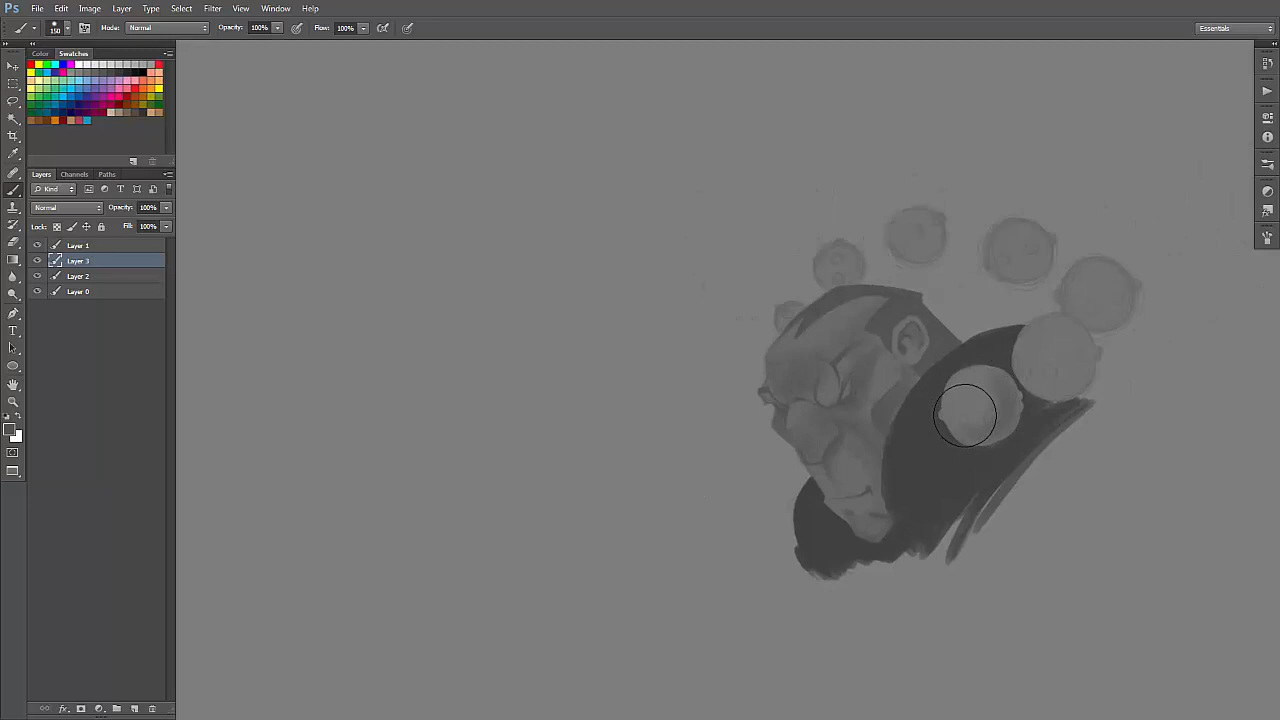 Ps File Edit Image Layer Type Select Filter View Window Help
150 Mode: Normal Opacity: 100% Flow: 100% Essentials
Color Swatches
Layers Channels Paths
Kind
Normal Opacity: 100%
Lock: Fill: 100%
Layer 1
Layer 3
Layer 2
Layer 0
fx